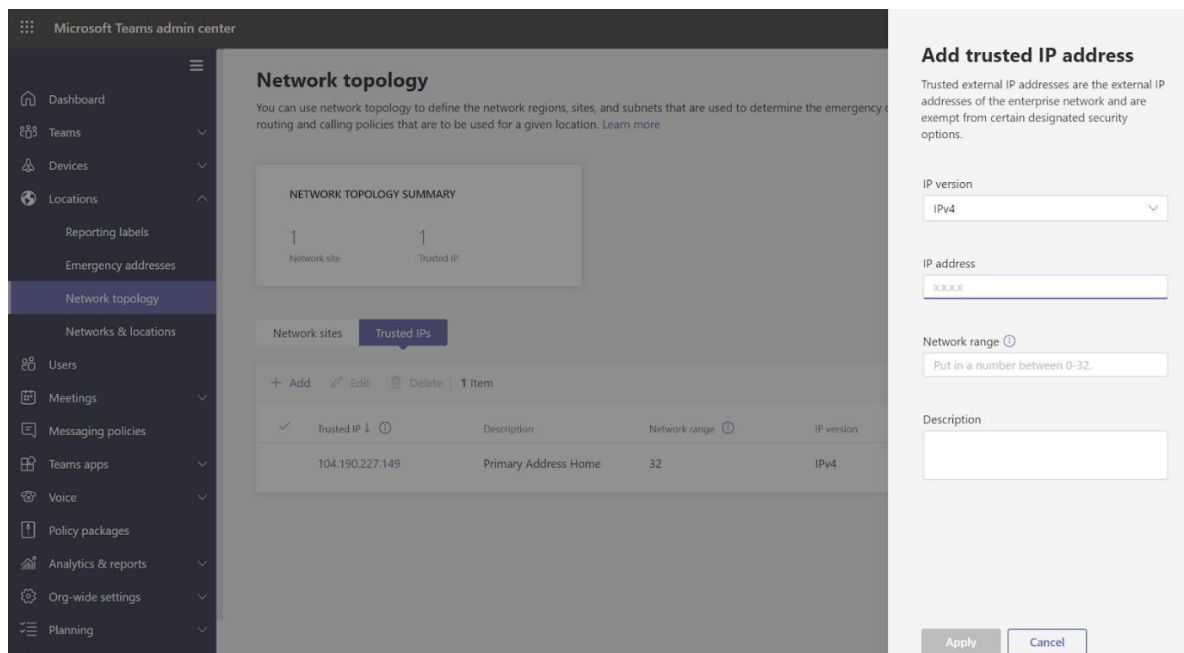 Microsoft Teams admin center
Dashboard
Teams
Devices
Locations
Reporting labels
Emergency addresses
Network topology
Networks & locations
Users
Meetings
Messaging policies
Teams apps
Voice
Policy packages
Analytics & reports
Org-wide settings
Planning
Network topology
You can use network topology to define the network regions, sites, and subnets that are used to determine the emergency
routing and calling policies that are to be used for a given location. Learn more
NETWORK TOPOLOGY SUMMARY
1 1
Network site Trusted IP
Network sites Trusted IPs
+ Add Edit Delete 1 Item
Trusted IP ↓ Description Network range IP version
104.190.227.149 Primary Address Home 32 IPv4
Add trusted IP address
Trusted external IP addresses are the external IP
addresses of the enterprise network and are
exempt from certain designated security
options.
IP version
IPv4
IP address
x.x.x.x
Network range
Put in a number between 0-32.
Description
Apply Cancel